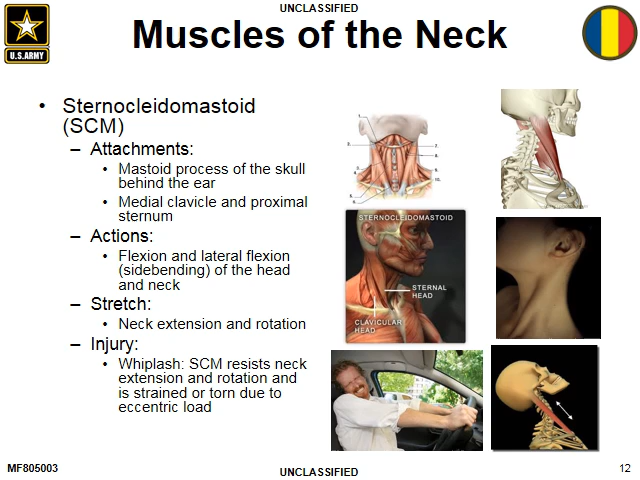 UNCLASSIFIED
U.S.ARMY
Muscles of the Neck
• Sternocleidomastoid
(SCM)
– Attachments:
• Mastoid process of the skull
behind the ear
• Medial clavicle and proximal
sternum
– Actions:
• Flexion and lateral flexion
(sidebending) of the head
and neck
– Stretch:
• Neck extension and rotation
– Injury:
• Whiplash: SCM resists neck
extension and rotation and
is strained or torn due to
eccentric load
STERNOCLEIDOMASTOID
STERNAL
HEAD
CLAVICULAR
HEAD
MF805003
UNCLASSIFIED
12